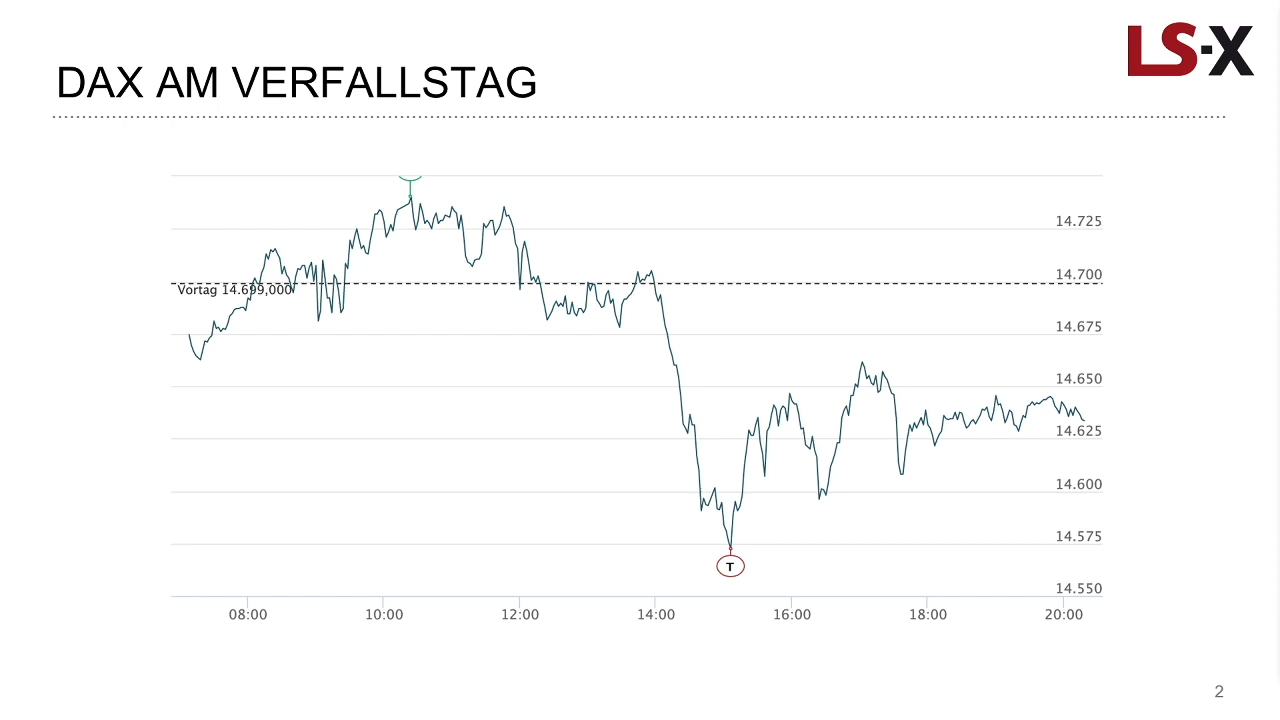 LS-X
DAX AM VERFALLSTAG
14.725
14.700
Vortag 14.699,000
14.675
14.650
14.625
14.600
14.575
T
14.550
08:00 10:00 12:00 14:00 16:00 18:00 20:00
2